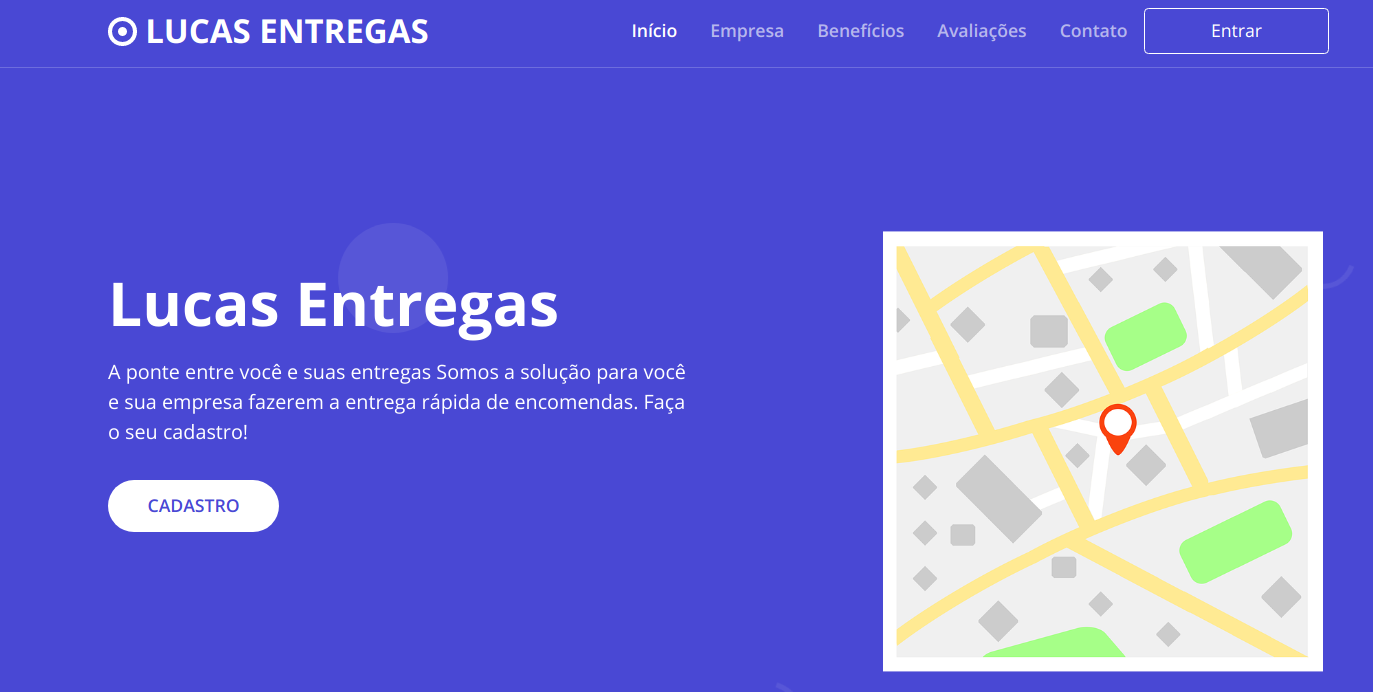 LUCAS ENTREGAS
Início
Empresa
Benefícios
Avaliações
Contato
Entrar
Lucas Entregas
A ponte entre você e suas entregas Somos a solução para você
e sua empresa fazerem a entrega rápida de encomendas. Faça
o seu cadastro!
CADASTRO